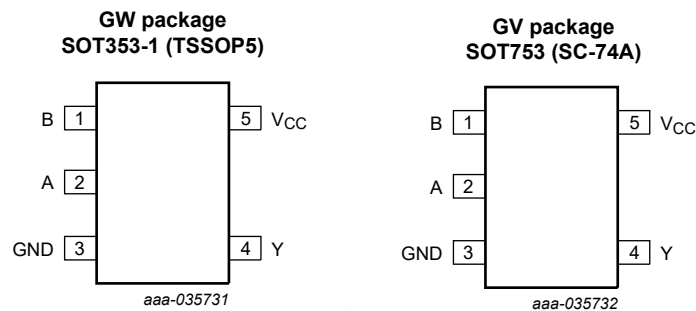 GW package
SOT353-1 (TSSOP5)
B 1
5 VCC
A 2
GND 3
4 Y
aaa-035731
GV package
SOT753 (SC-74A)
B 1
5 VCC
A 2
GND 3
4 Y
aaa-035732